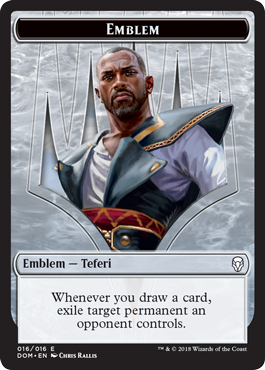 Emblem
Emblem — Teferi
Whenever you draw a card,
exile target permanent an
opponent controls.
016/016 E
DOM • EN Chris Rallis
™ & © 2018 Wizards of the Coast